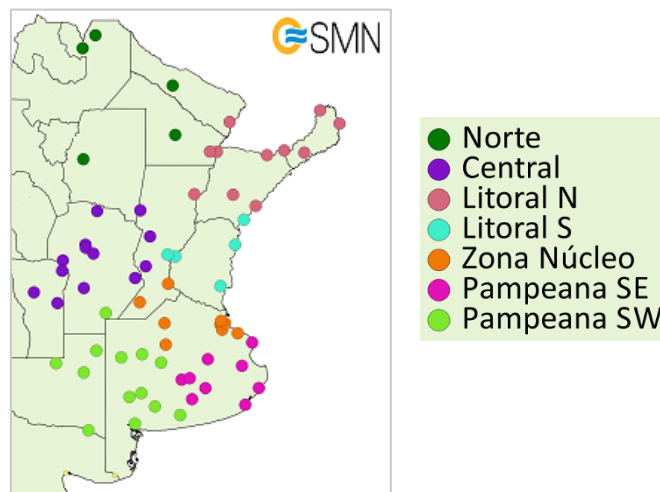 SMN
Norte
Central
Litoral N
Litoral S
Zona Núcleo
Pampeana SE
Pampeana SW